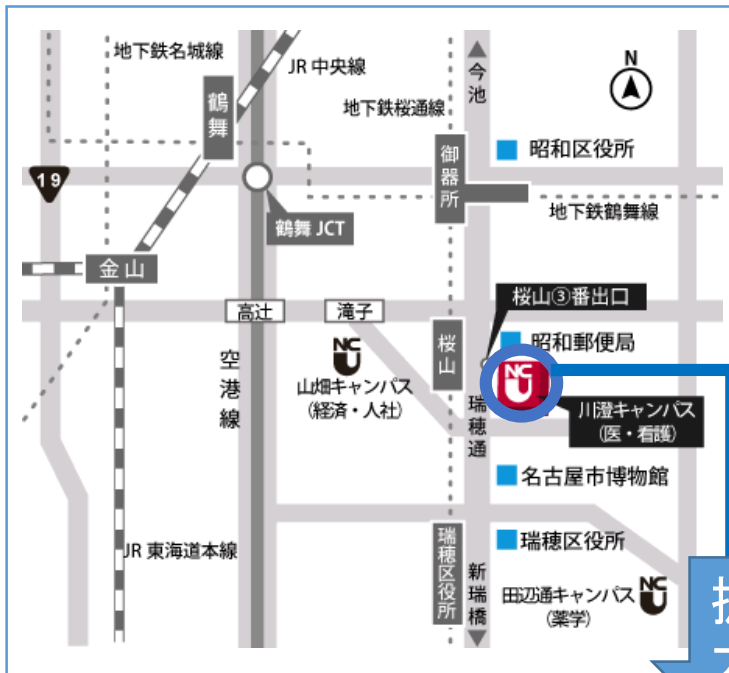 地下鉄名城線
JR 中央線
地下鉄桜通線
今池
N
鶴舞
御器所
昭和区役所
19
鶴舞 JCT
地下鉄鶴舞線
金山
桜山③番出口
高辻
滝子
桜山
昭和郵便局
NCU
NCU
空港線
山畑キャンパス
(経済・人社)
瑞穂通
川澄キャンパス
(医・看護)
名古屋市博物館
JR 東海道本線
瑞穂区役所
瑞穂区役所
新瑞橋
田辺通キャンパス
(薬学)
NCU